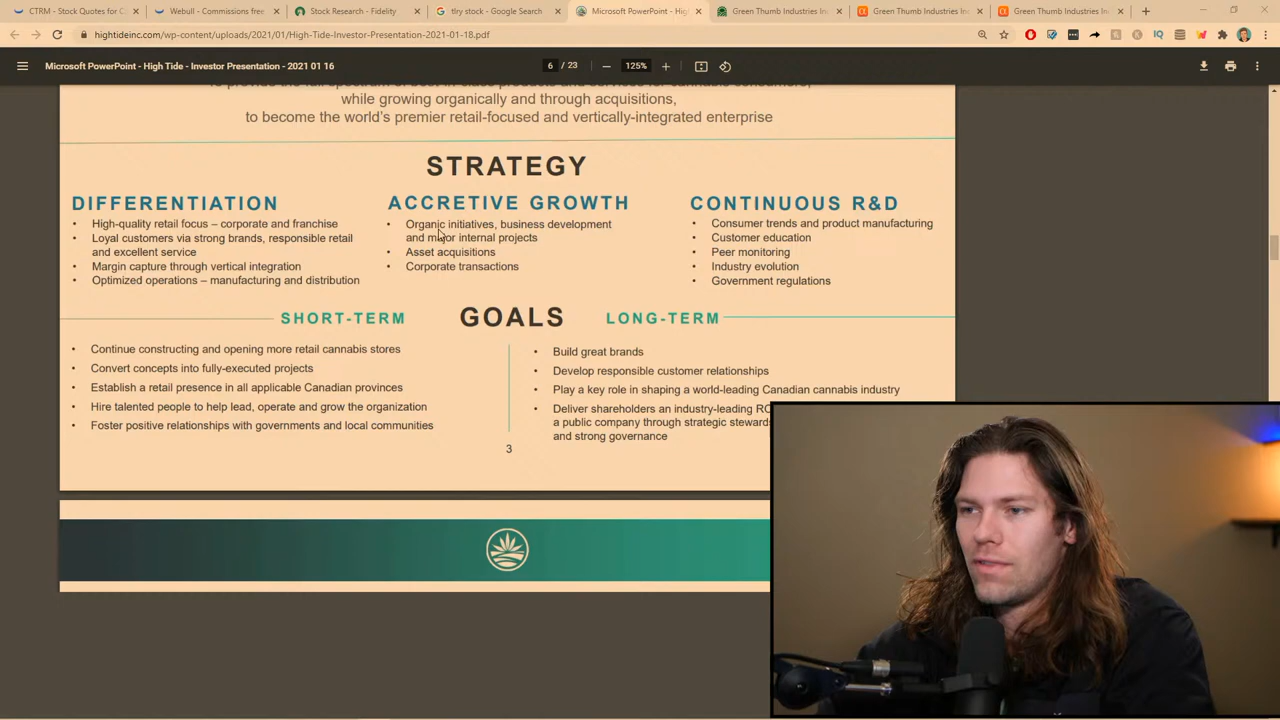 CTRM - Stock Quotes for C
Webull - Commissions free
Stock Research - Fidelity
tlry stock - Google Search
Microsoft PowerPoint - Hig
Green Thumb Industries Inc
Green Thumb Industries Inc
Green Thumb Industries Inc
hightideinc.com/wp-content/uploads/2021/01/High-Tide-Investor-Presentation-2021-01-18.pdf
Microsoft PowerPoint - High Tide - Investor Presentation - 2021 01 16
6 / 23
125%
while growing organically and through acquisitions,
to become the world's premier retail-focused and vertically-integrated enterprise
STRATEGY
DIFFERENTIATION
• High-quality retail focus – corporate and franchise
• Loyal customers via strong brands, responsible retail
and excellent service
• Margin capture through vertical integration
• Optimized operations – manufacturing and distribution
ACCRETIVE GROWTH
• Organic initiatives, business development
and major internal projects
• Asset acquisitions
• Corporate transactions
CONTINUOUS R&D
• Consumer trends and product manufacturing
• Customer education
• Peer monitoring
• Industry evolution
• Government regulations
GOALS
SHORT-TERM
• Continue constructing and opening more retail cannabis stores
• Convert concepts into fully-executed projects
• Establish a retail presence in all applicable Canadian provinces
• Hire talented people to help lead, operate and grow the organization
• Foster positive relationships with governments and local communities
LONG-TERM
• Build great brands
• Develop responsible customer relationships
• Play a key role in shaping a world-leading Canadian cannabis industry
• Deliver shareholders an industry-leading RO
a public company through strategic steward
and strong governance
3